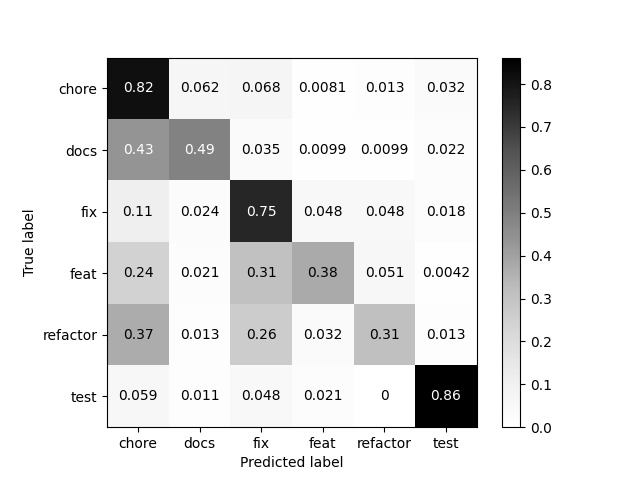 chore 0.82 0.062 0.068 0.0081 0.013 0.032
docs 0.43 0.49 0.035 0.0099 0.0099 0.022
fix 0.11 0.024 0.75 0.048 0.048 0.018
feat 0.24 0.021 0.31 0.38 0.051 0.0042
refactor 0.37 0.013 0.26 0.032 0.31 0.013
test 0.059 0.011 0.048 0.021 0 0.86
chore docs fix feat refactor test
Predicted label
True label
0.8
0.7
0.6
0.5
0.4
0.3
0.2
0.1
0.0